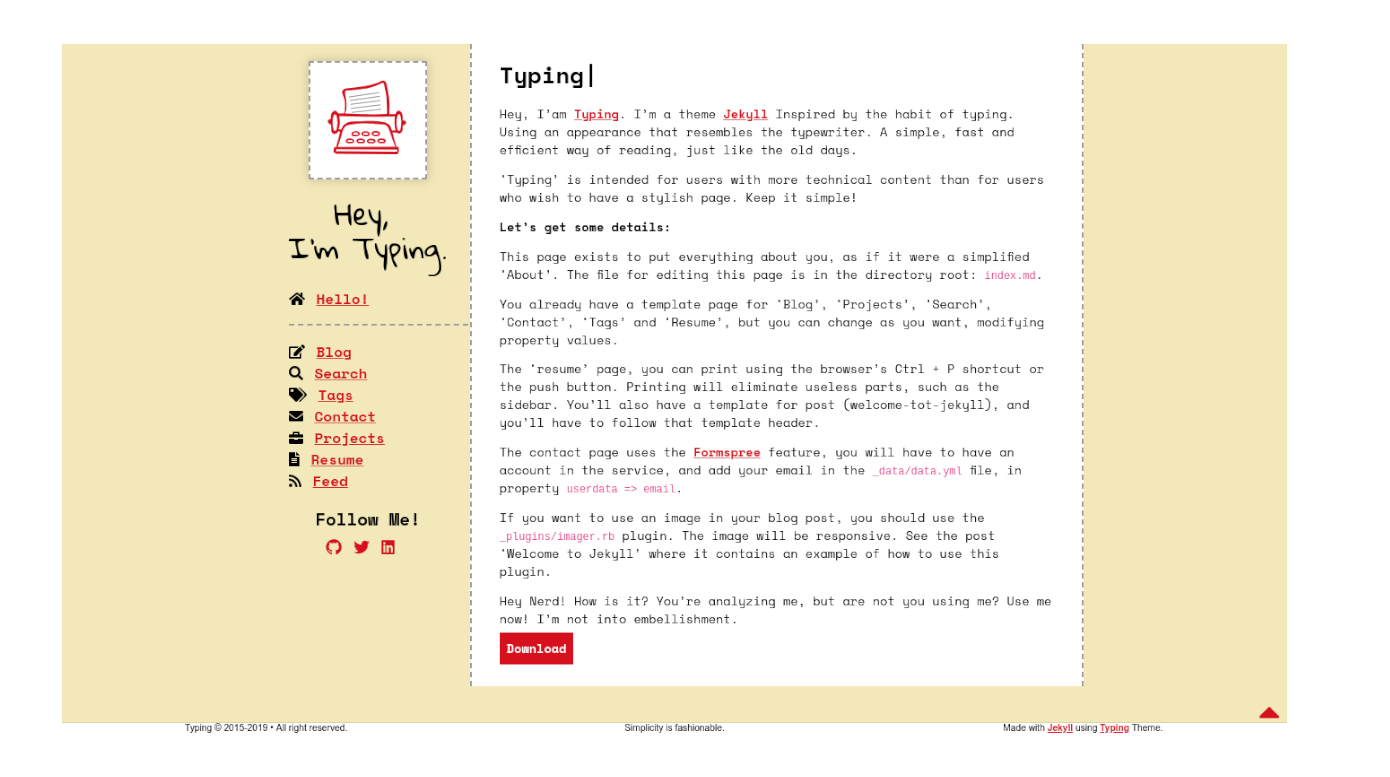 Hey,
I'm Typing.
Hello!
Blog
Search
Tags
Contact
Projects
Resume
Feed
Follow Me!
Typing|
Hey, I’am Typing. I’m a theme Jekyll Inspired by the habit of typing.
Using an appearance that resembles the typewriter. A simple, fast and
efficient way of reading, just like the old days.
‘Typing’ is intended for users with more technical content than for users
who wish to have a stylish page. Keep it simple!
Let’s get some details:
This page exists to put everything about you, as if it were a simplified
‘About’. The file for editing this page is in the directory root: index.md.
You already have a template page for ‘Blog’, ‘Projects’, ‘Search’,
‘Contact’, ‘Tags’ and ‘Resume’, but you can change as you want, modifying
property values.
The ‘resume’ page, you can print using the browser’s Ctrl + P shortcut or
the push button. Printing will eliminate useless parts, such as the
sidebar. You’ll also have a template for post (welcome-tot-jekyll), and
you’ll have to follow that template header.
The contact page uses the Formspree feature, you will have to have an
account in the service, and add your email in the _data/data.yml file, in
property userdata => email.
If you want to use an image in your blog post, you should use the
_plugins/imager.rb plugin. The image will be responsive. See the post
‘Welcome to Jekyll’ where it contains an example of how to use this
plugin.
Hey Nerd! How is it? You’re analyzing me, but are not you using me? Use me
now! I’m not into embellishment.
Download
Typing © 2015-2019 • All right reserved.
Simplicity is fashionable.
Made with Jekyll using Typing Theme.